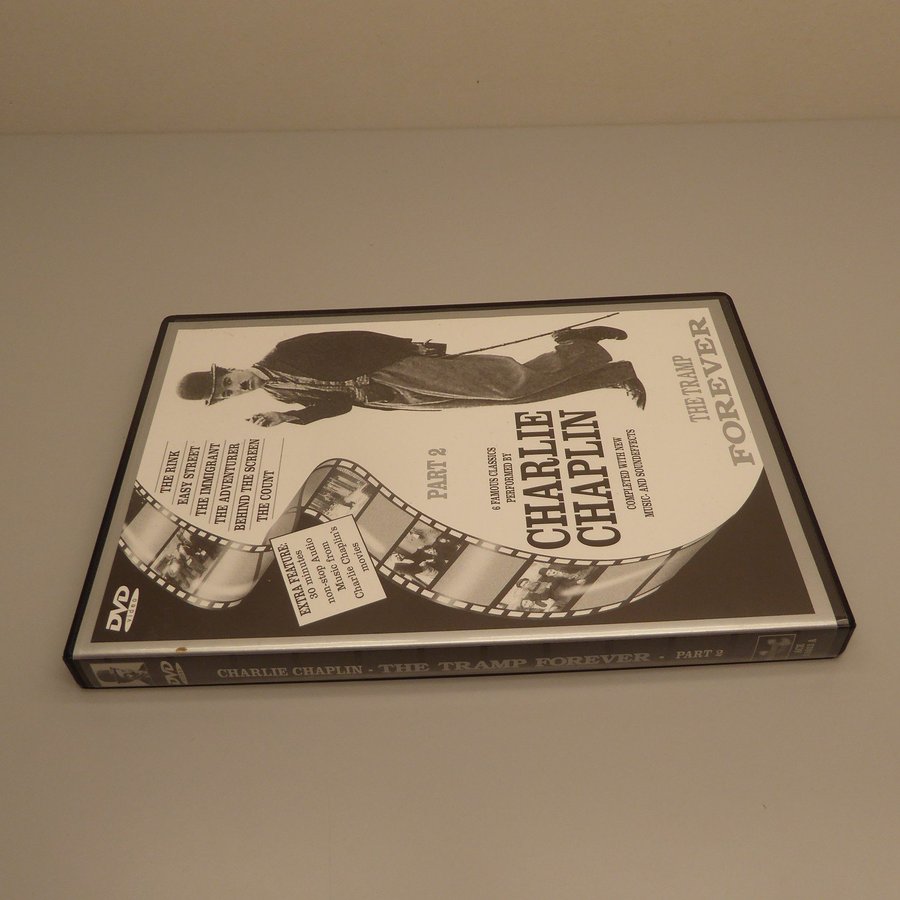 THE TRAMP
FOREVER
6 FAMOUS CLASSICS
PERFORMED BY
CHARLIE
CHAPLIN
COMPLETED WITH NEW
MUSIC- AND SOUNDEFFECTS
PART 2
THE RINK
EASY STREET
THE IMMIGRANT
THE ADVENTURER
BEHIND THE SCREEN
THE COUNT
EXTRA FEATURE:
30 minutes
non-stop Audio
Music from
Charlie Chaplin's
movies
DVD
VIDEO
DVD
CHARLIE CHAPLIN - THE TRAMP FOREVER - PART 2